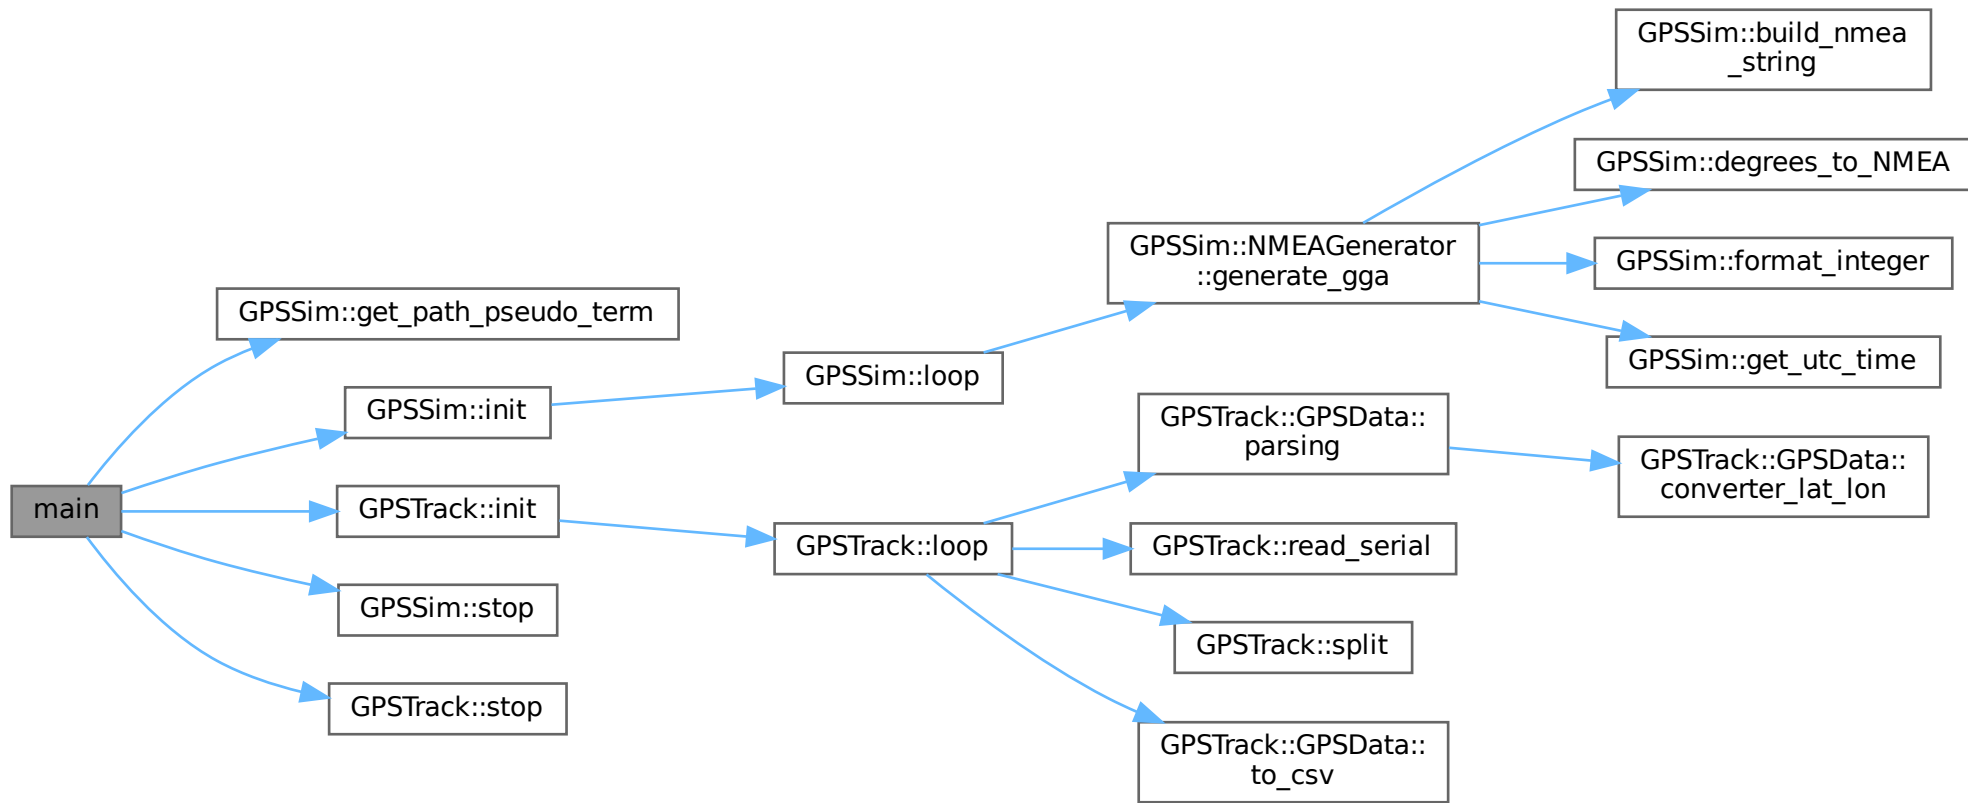 main
GPSSim::get_path_pseudo_term
GPSSim::init
GPSTrack::init
GPSSim::stop
GPSTrack::stop
GPSSim::loop
GPSTrack::loop
GPSSim::NMEAGenerator
::generate_gga
GPSTrack::GPSData::
parsing
GPSTrack::read_serial
GPSTrack::split
GPSTrack::GPSData::
to_csv
GPSSim::build_nmea
_string
GPSSim::degrees_to_NMEA
GPSSim::format_integer
GPSSim::get_utc_time
GPSTrack::GPSData::
converter_lat_lon